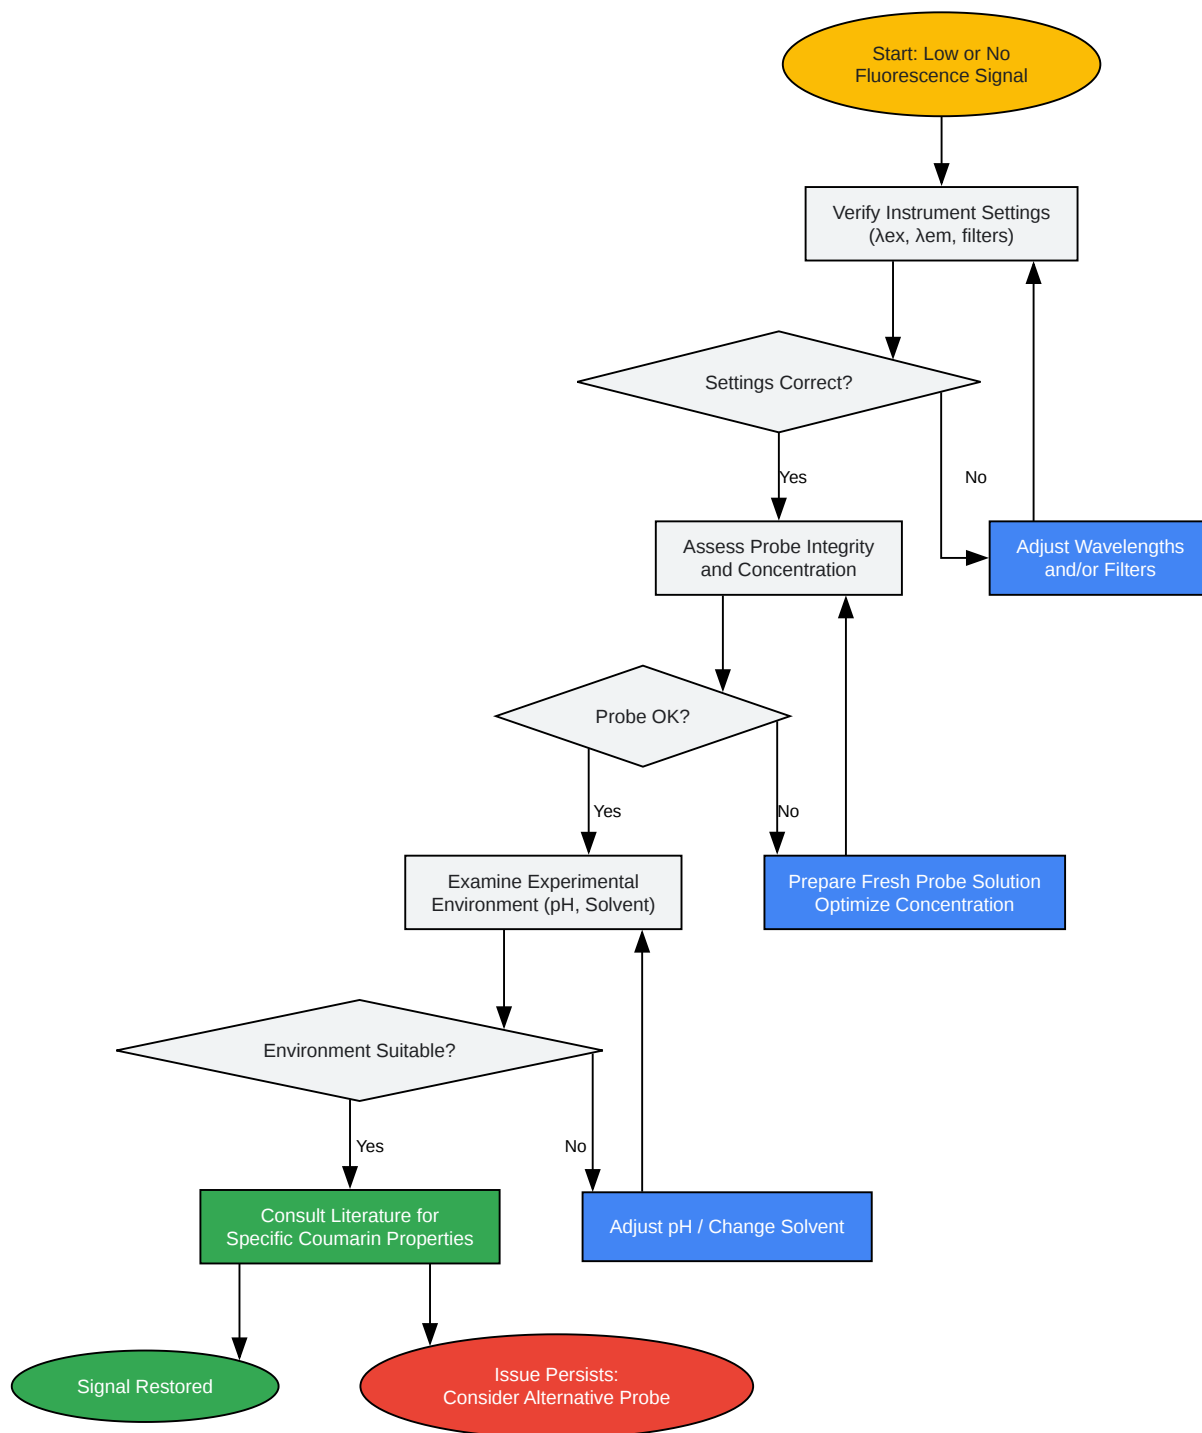 Start: Low or No
Fluorescence Signal
Verify Instrument Settings
(λex, λem, filters)
Settings Correct?
Yes
No
Assess Probe Integrity
and Concentration
Adjust Wavelengths
and/or Filters
Probe OK?
Yes
No
Examine Experimental
Environment (pH, Solvent)
Prepare Fresh Probe Solution
Optimize Concentration
Environment Suitable?
Yes
No
Consult Literature for
Specific Coumarin Properties
Adjust pH / Change Solvent
Signal Restored
Issue Persists:
Consider Alternative Probe